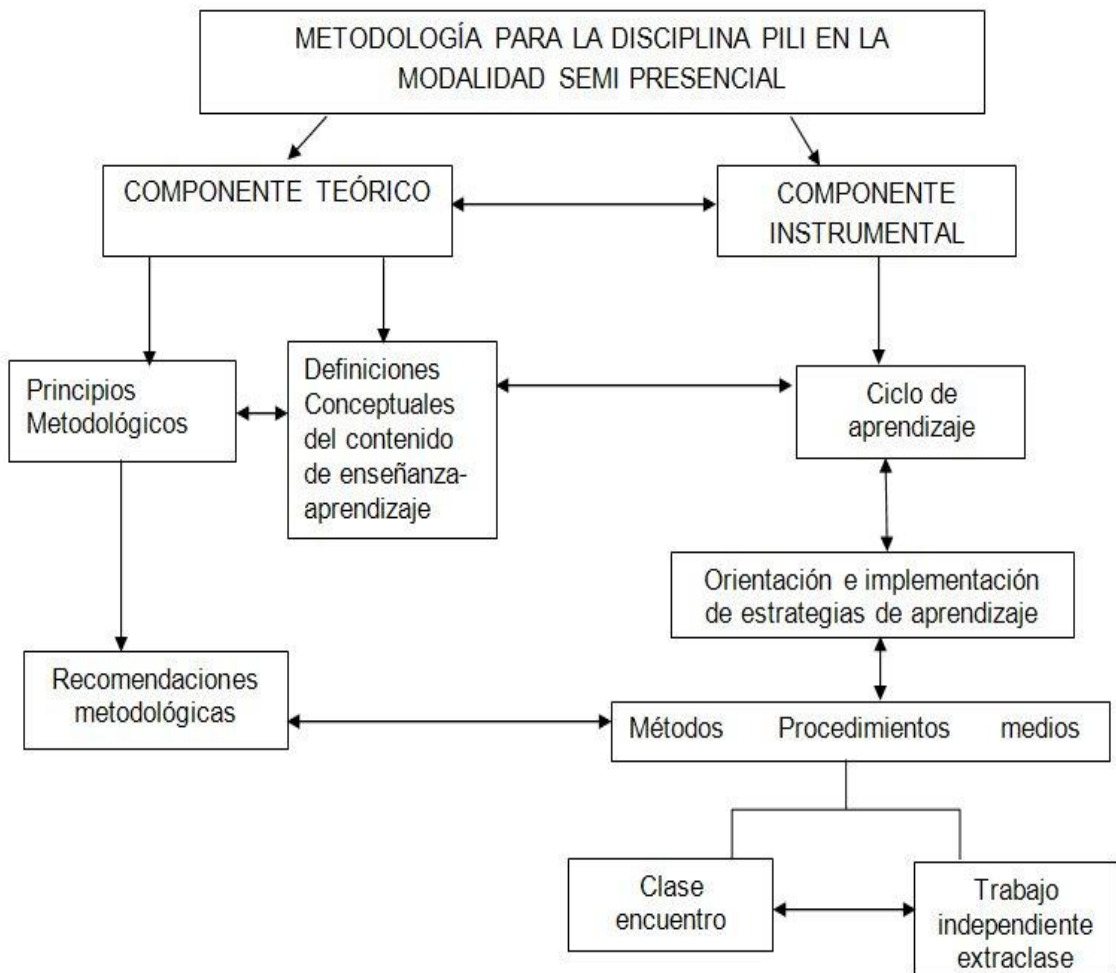 METODOLOGÍA PARA LA DISCIPLINA PILI EN LA
MODALIDAD SEMI PRESENCIAL
COMPONENTE TEÓRICO
COMPONENTE
INSTRUMENTAL
Principios
Metodológicos
Definiciones
Conceptuales
del contenido
de enseñanza-
aprendizaje
Ciclo de
aprendizaje
Orientación e implementación
de estrategias de aprendizaje
Recomendaciones
metodológicas
Métodos Procedimientos medios
Clase
encuentro
Trabajo
independiente
extraclase